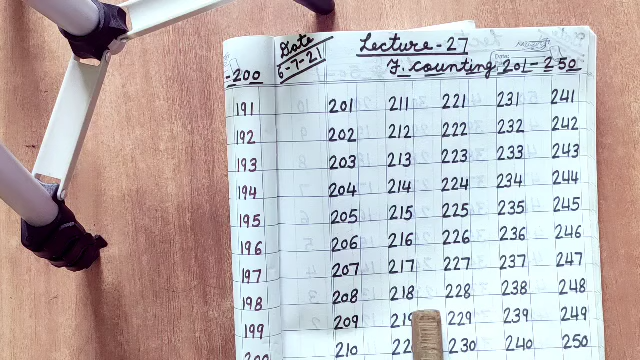 Date
6-7-21
Lecture-27
F. counting 201-250
-200
191 201 211 221 231 241
192 202 212 222 232 242
193 203 213 223 233 243
194 204 214 224 234 244
195 205 215 225 235 245
196 206 216 226 236 246
197 207 217 227 237 247
198 208 218 228 238 248
199 209 229 239 249
210 230 240 250